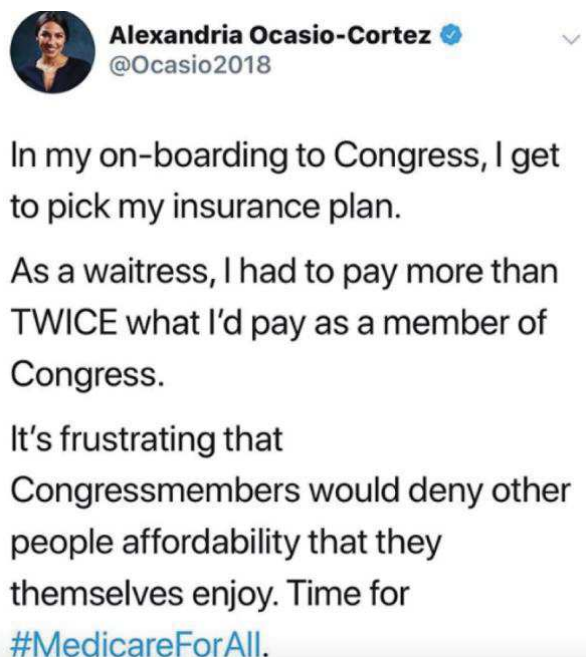 Alexandria Ocasio-Cortez
@Ocasio2018
In my on-boarding to Congress, I get
to pick my insurance plan.
As a waitress, I had to pay more than
TWICE what I'd pay as a member of
Congress.
It's frustrating that
Congressmembers would deny other
people affordability that they
themselves enjoy. Time for
#MedicareForAll.